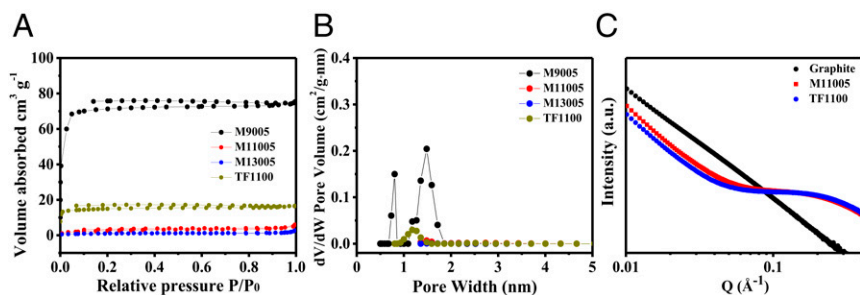 A
Volume absorbed cm³ g⁻¹
100
80
60
40
20
0
M9005
M11005
M13005
TF1100
0.0
0.2
0.4
0.6
0.8
1.0
Relative pressure P/P₀
B
dV/dW Pore Volume (cm²/g·nm)
0.4
0.3
0.2
0.1
0.0
M9005
M11005
M13005
TF1100
0
1
2
3
4
5
Pore Width (nm)
C
Intensity (a.u.)
Graphite
M11005
TF1100
0.01
0.1
Q (Å⁻¹)